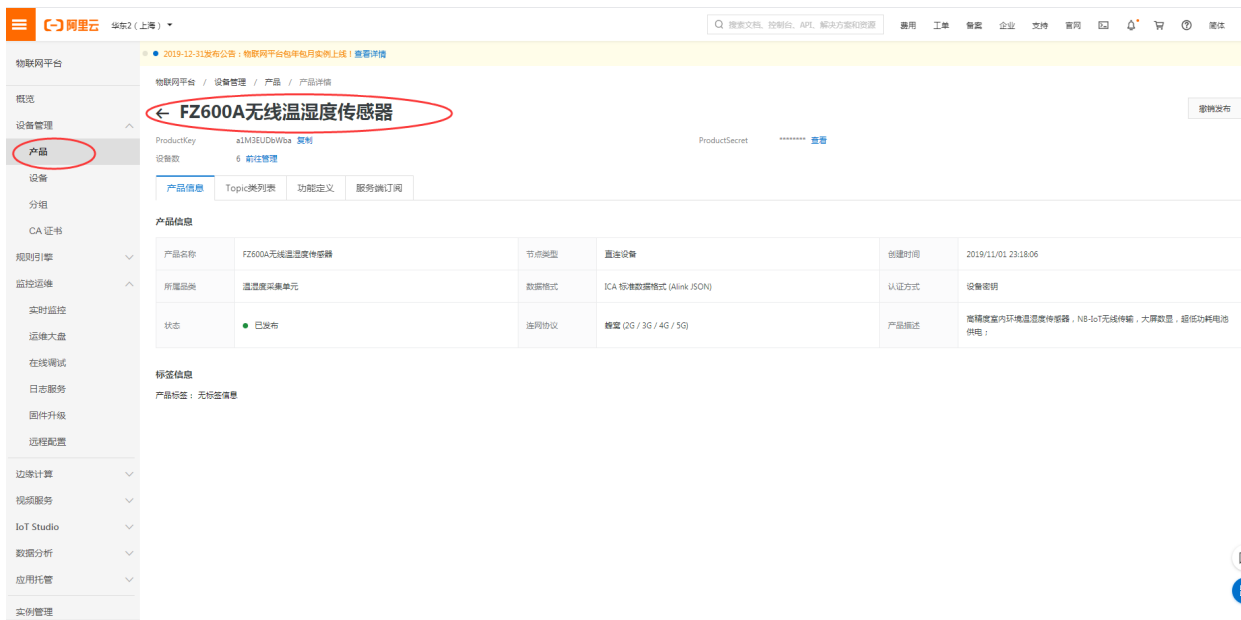 阿里云 华东2（上海） 搜索文档、控制台、API、解决方案和资源 费用 工单 备案 企业 支持 官网 简体
物联网平台
概览
设备管理
产品
设备
分组
CA 证书
规则引擎
监控运维
实时监控
运维大盘
在线调试
日志服务
固件升级
远程配置
边缘计算
视频服务
IoT Studio
数据分析
应用托管
实例管理
2019-12-31发布公告：物联网平台包年包月实例上线！查看详情
物联网平台 / 设备管理 / 产品 / 产品详情
← FZ600A无线温湿度传感器 撤销发布
ProductKey a1M3EUDbWba 复制 ProductSecret ******** 查看
设备数 6 前往管理
产品信息 Topic类列表 功能定义 服务端订阅
产品信息
产品名称 FZ600A无线温湿度传感器 节点类型 直连设备 创建时间 2019/11/01 23:18:06
所属品类 温湿度采集单元 数据格式 ICA 标准数据格式 (Alink JSON) 认证方式 设备密钥
状态 已发布 连网协议 蜂窝 (2G / 3G / 4G / 5G) 产品描述 高精度室内环境温湿度传感器，NB-IoT无线传输，大屏数显，超低功耗电池
供电；
标签信息
产品标签： 无标签信息